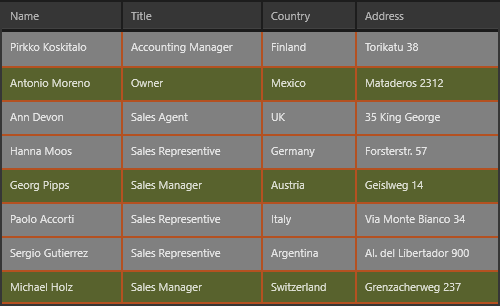 Name Title Country Address
Pirkko Koskitalo Accounting Manager Finland Torikatu 38
Antonio Moreno Owner Mexico Mataderos 2312
Ann Devon Sales Agent UK 35 King George
Hanna Moos Sales Representive Germany Forsterstr. 57
Georg Pipps Sales Manager Austria Geislweg 14
Paolo Accorti Sales Representive Italy Via Monte Bianco 34
Sergio Gutierrez Sales Representive Argentina Al. del Libertador 900
Michael Holz Sales Manager Switzerland Grenzacherweg 237